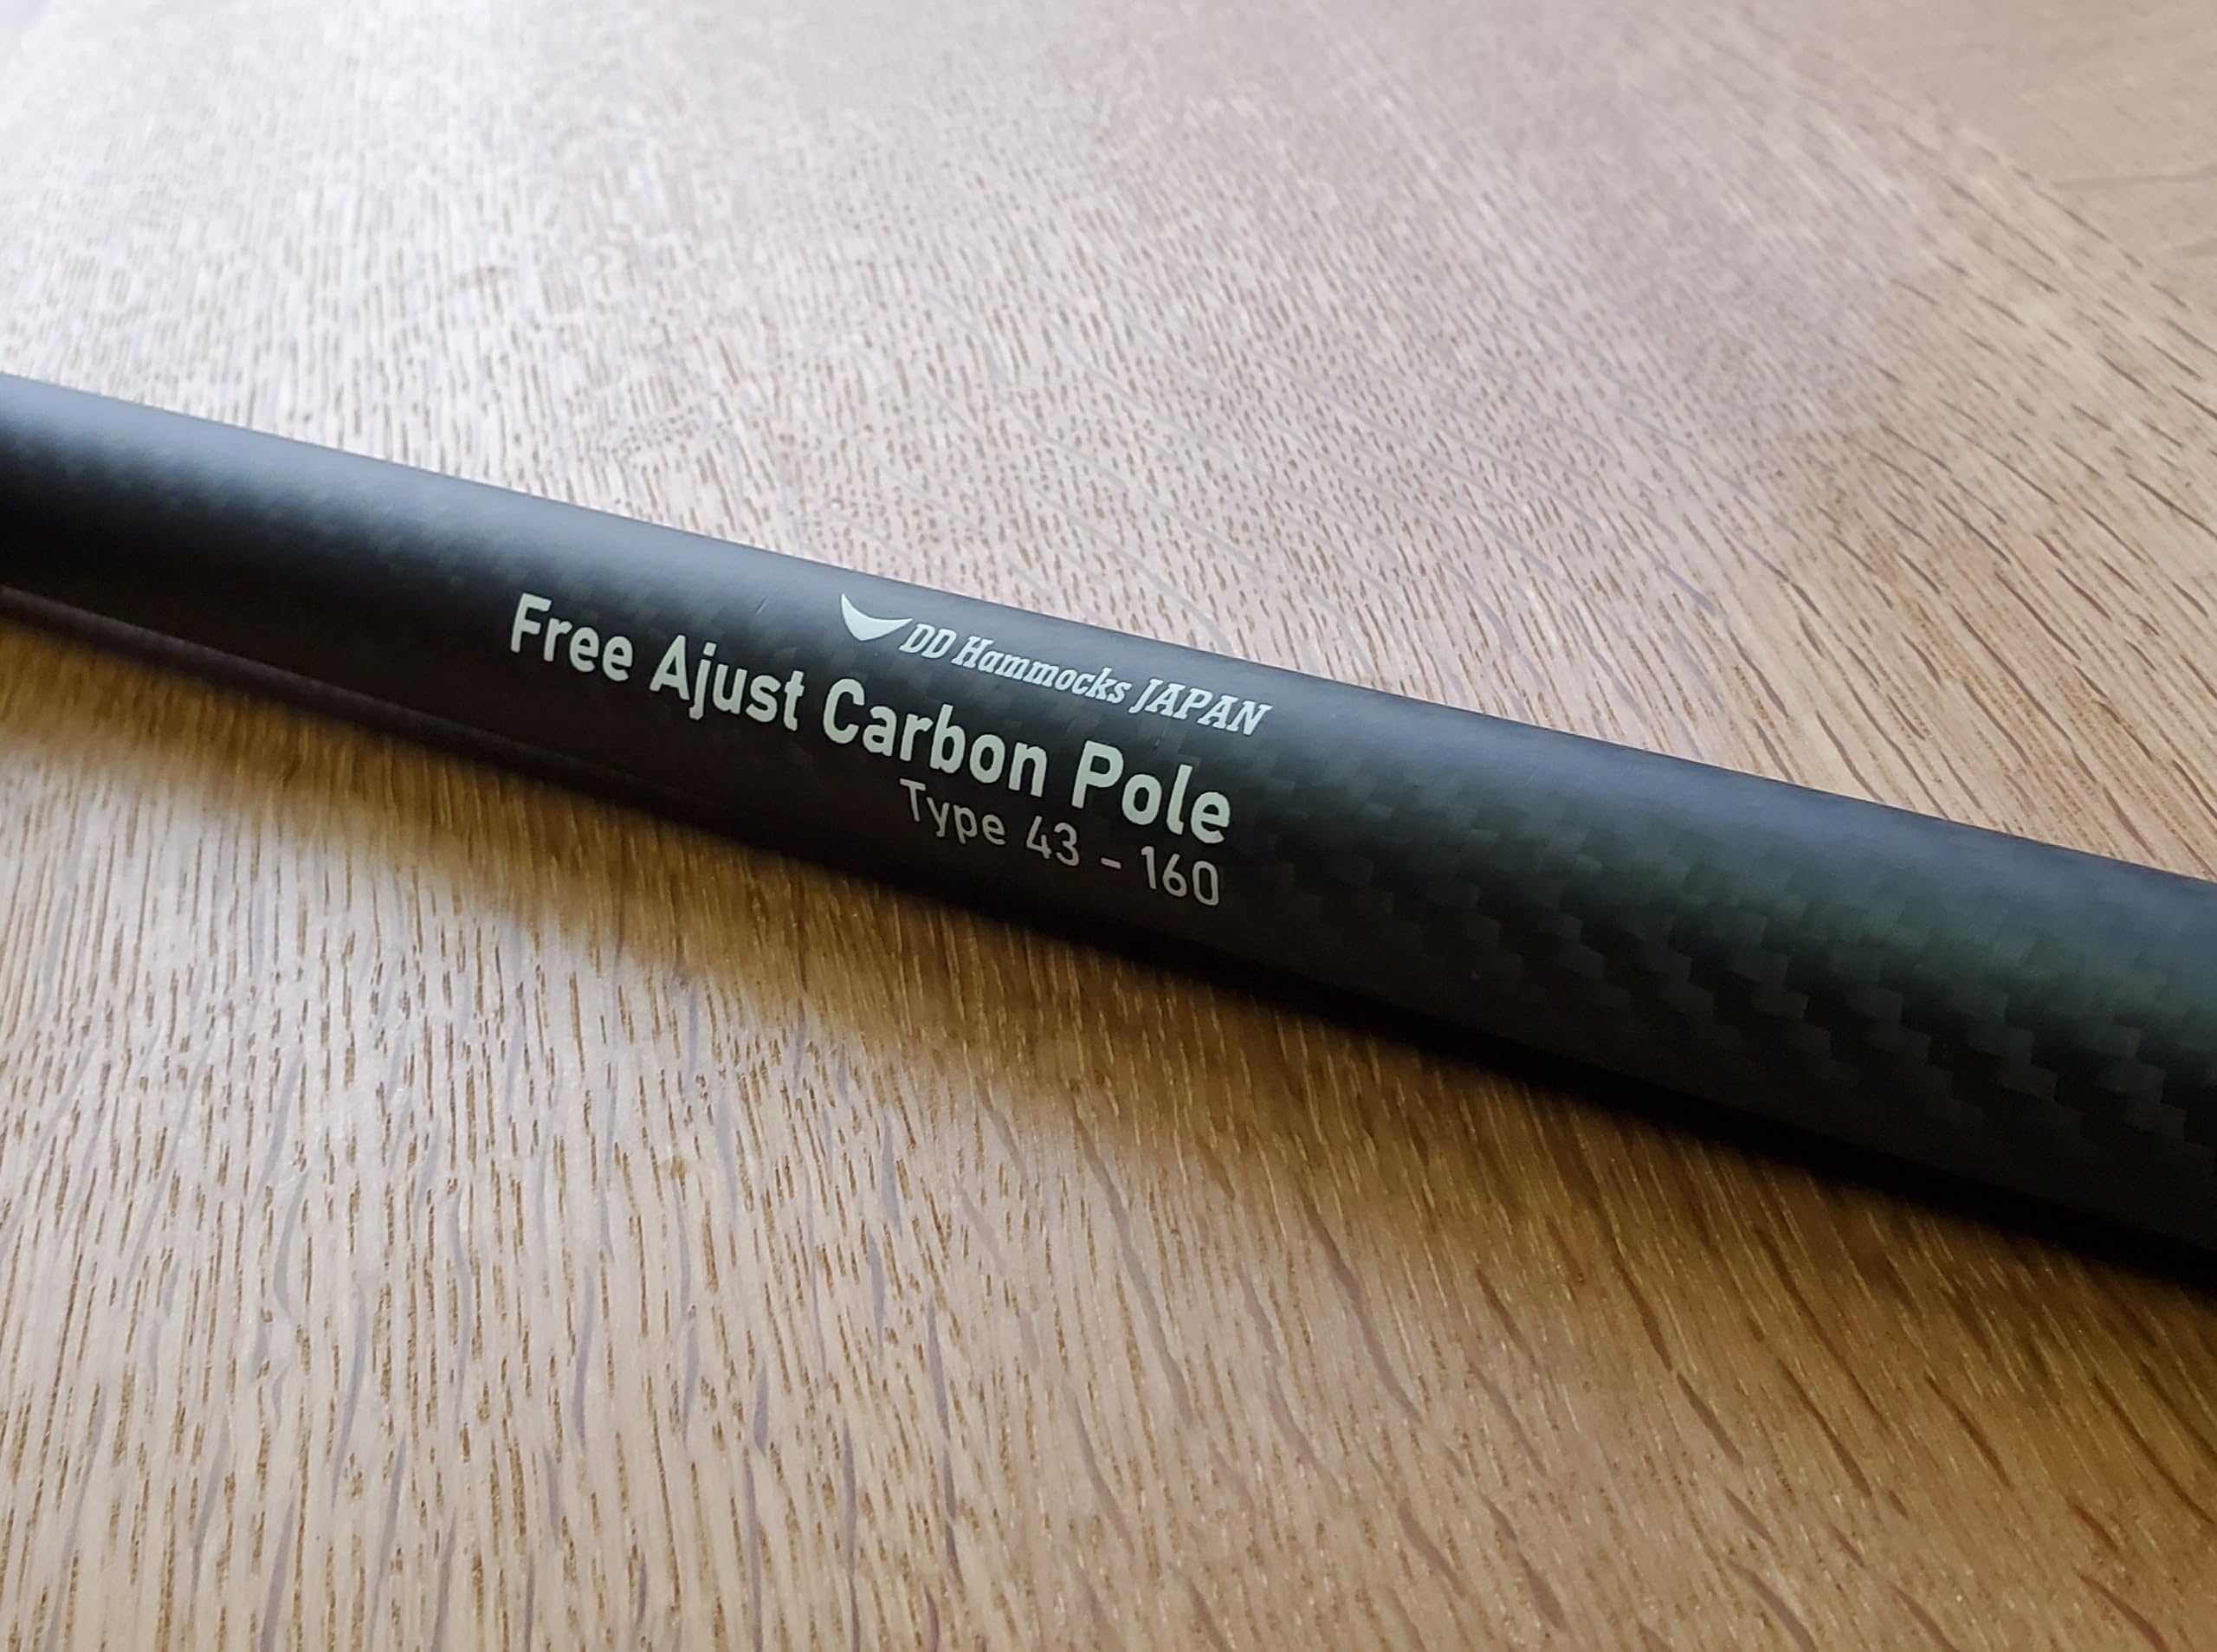 DD Hammocks JAPAN
Free Ajust Carbon Pole
Type 43 - 160